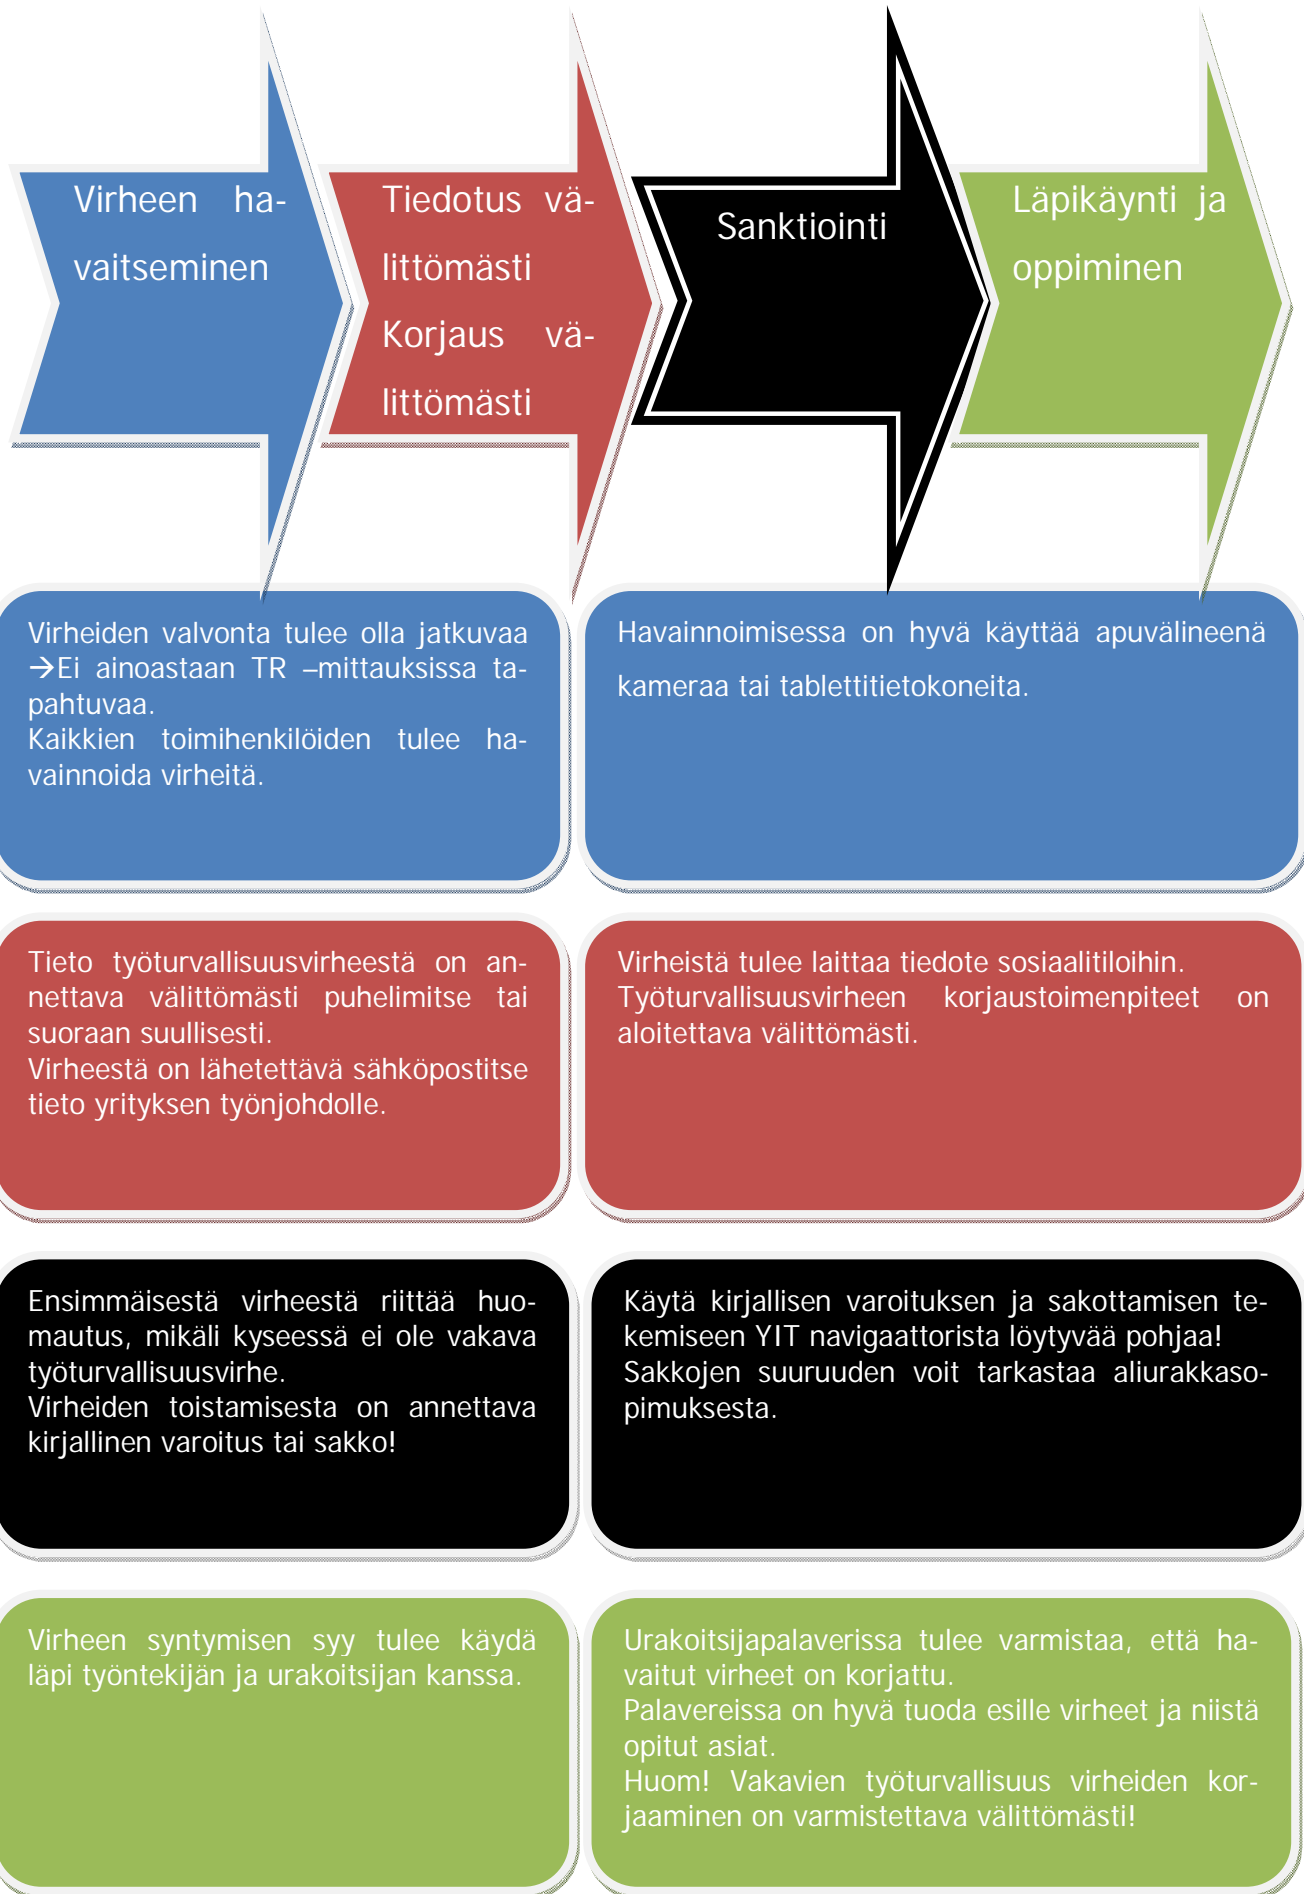 Virheen ha-
vaitseminen
Tiedotus vä-
littömästi
Korjaus vä-
littömästi
Sanktiointi
Läpikäynti ja
oppiminen
Virheiden valvonta tulee olla jatkuvaa
→Ei ainoastaan TR –mittauksissa ta-
pahtuvaa.
Kaikkien toimihenkilöiden tulee ha-
vainnoida virheitä.
Havainnoimisessa on hyvä käyttää apuvälineenä
kameraa tai tablettitietokoneita.
Tieto työturvallisuusvirheestä on an-
nettava välittömästi puhelimitse tai
suoraan suullisesti.
Virheestä on lähetettävä sähköpostitse
tieto yrityksen työnjohdolle.
Virheistä tulee laittaa tiedote sosiaalitiloihin.
Työturvallisuusvirheen korjaustoimenpiteet on
aloitettava välittömästi.
Ensimmäisestä virheestä riittää huo-
mautus, mikäli kyseessä ei ole vakava
työturvallisuusvirhe.
Virheiden toistamisesta on annettava
kirjallinen varoitus tai sakko!
Käytä kirjallisen varoituksen ja sakottamisen te-
kemiseen YIT navigaattorista löytyvää pohjaa!
Sakkojen suuruuden voit tarkastaa aliurakkaso-
pimuksesta.
Virheen syntymisen syy tulee käydä
läpi työntekijän ja urakoitsijan kanssa.
Urakoitsijapalaverissa tulee varmistaa, että ha-
vaitut virheet on korjattu.
Palavereissa on hyvä tuoda esille virheet ja niistä
opitut asiat.
Huom! Vakavien työturvallisuus virheiden kor-
jaaminen on varmistettava välittömästi!